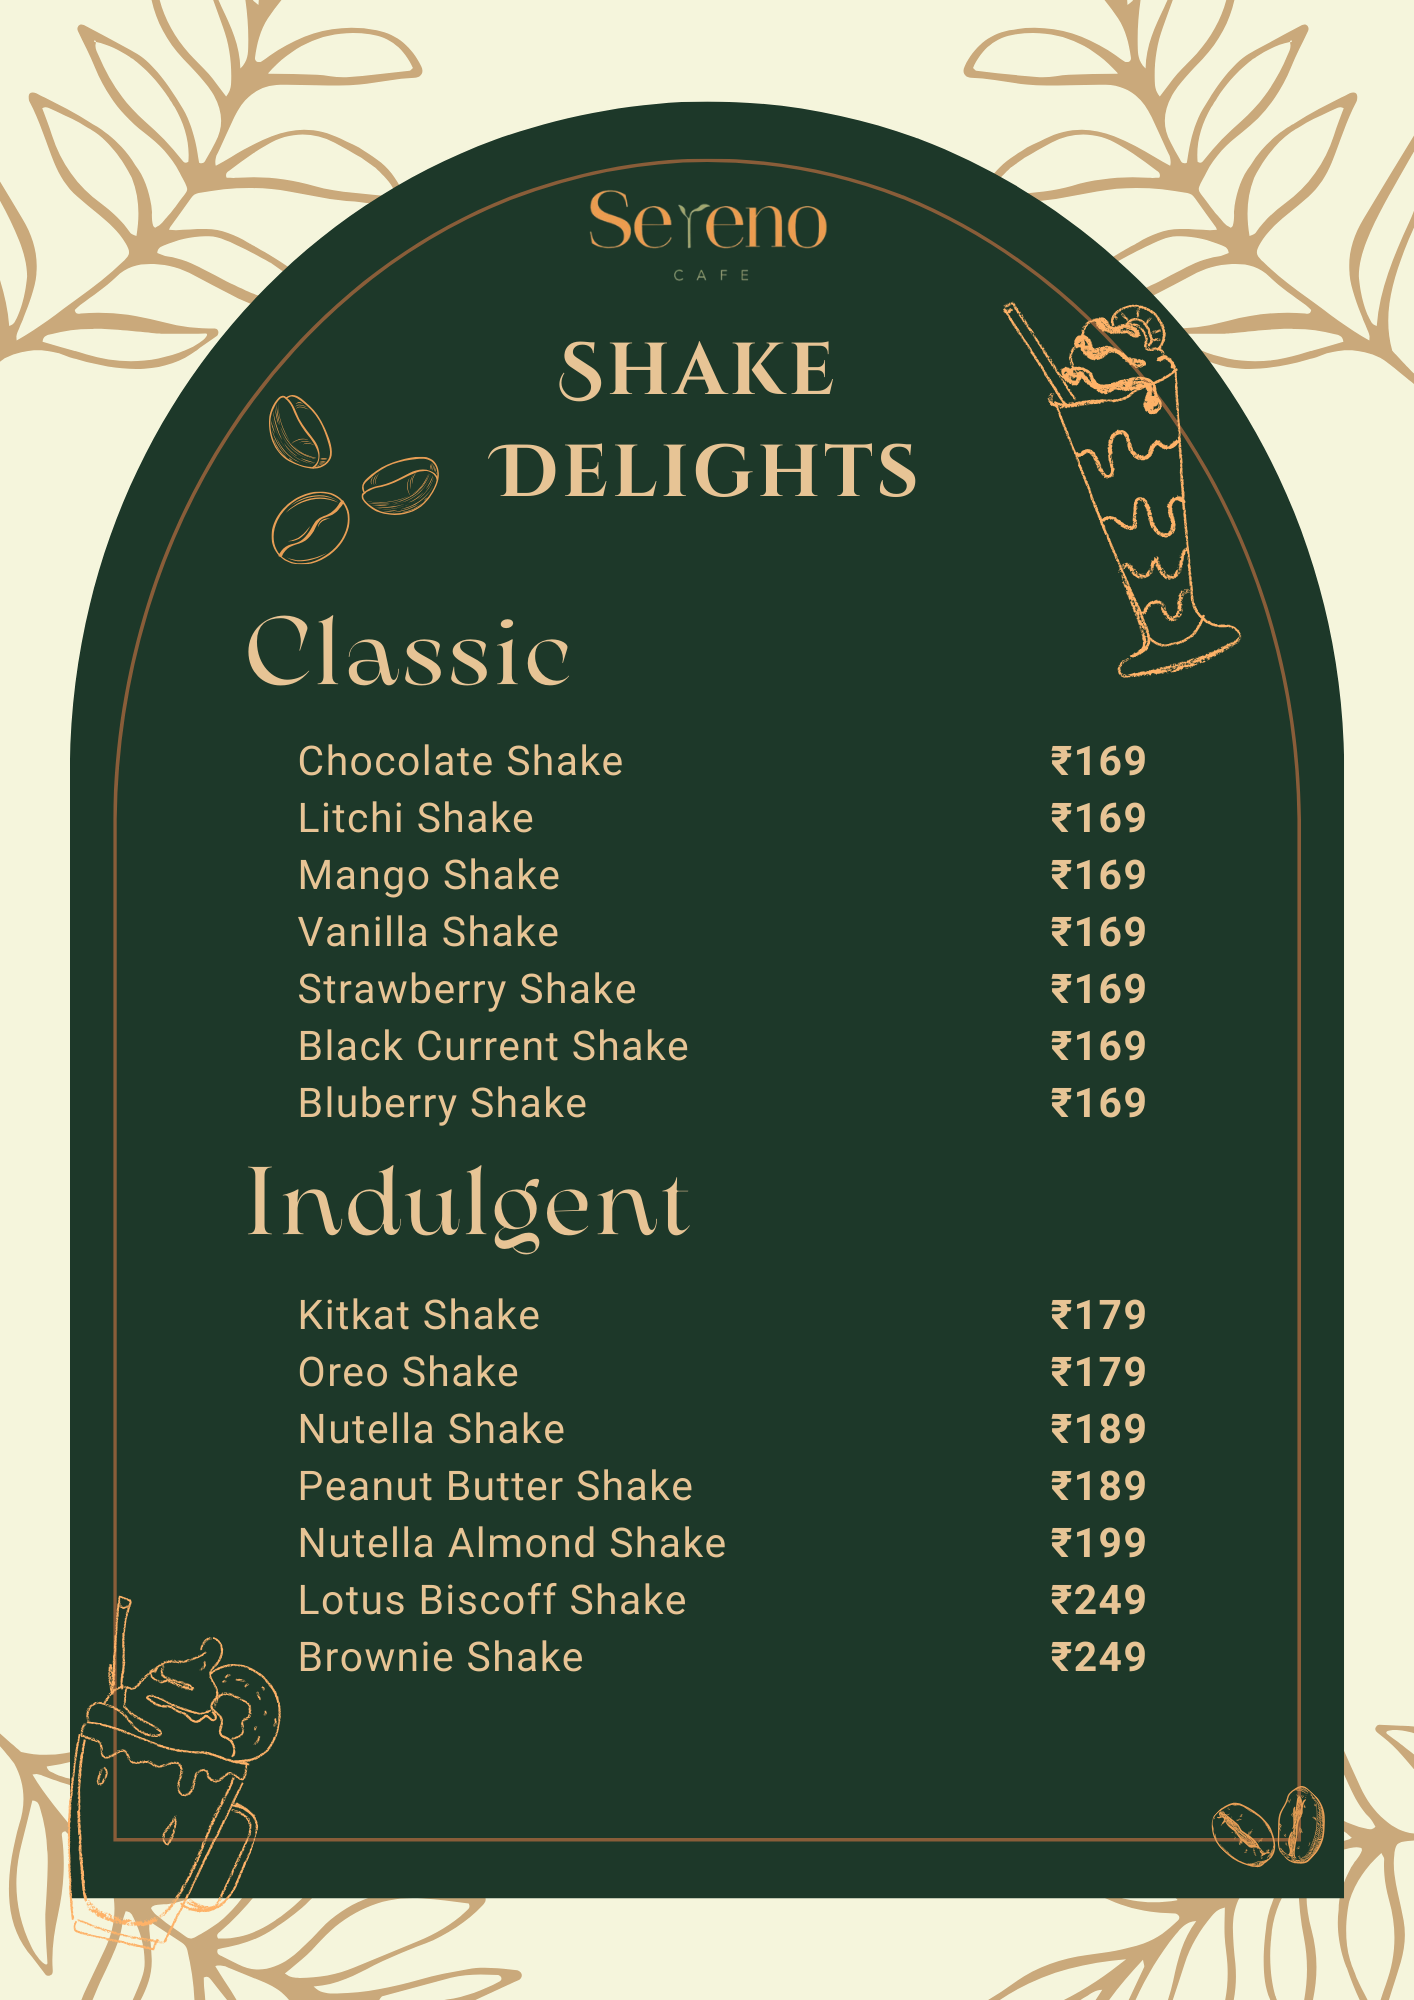 Sereno
CAFE
SHAKE
DELIGHTS
Classic
Chocolate Shake ₹169
Litchi Shake ₹169
Mango Shake ₹169
Vanilla Shake ₹169
Strawberry Shake ₹169
Black Current Shake ₹169
Bluberry Shake ₹169
Indulgent
Kitkat Shake ₹179
Oreo Shake ₹179
Nutella Shake ₹189
Peanut Butter Shake ₹189
Nutella Almond Shake ₹199
Lotus Biscoff Shake ₹249
Brownie Shake ₹249